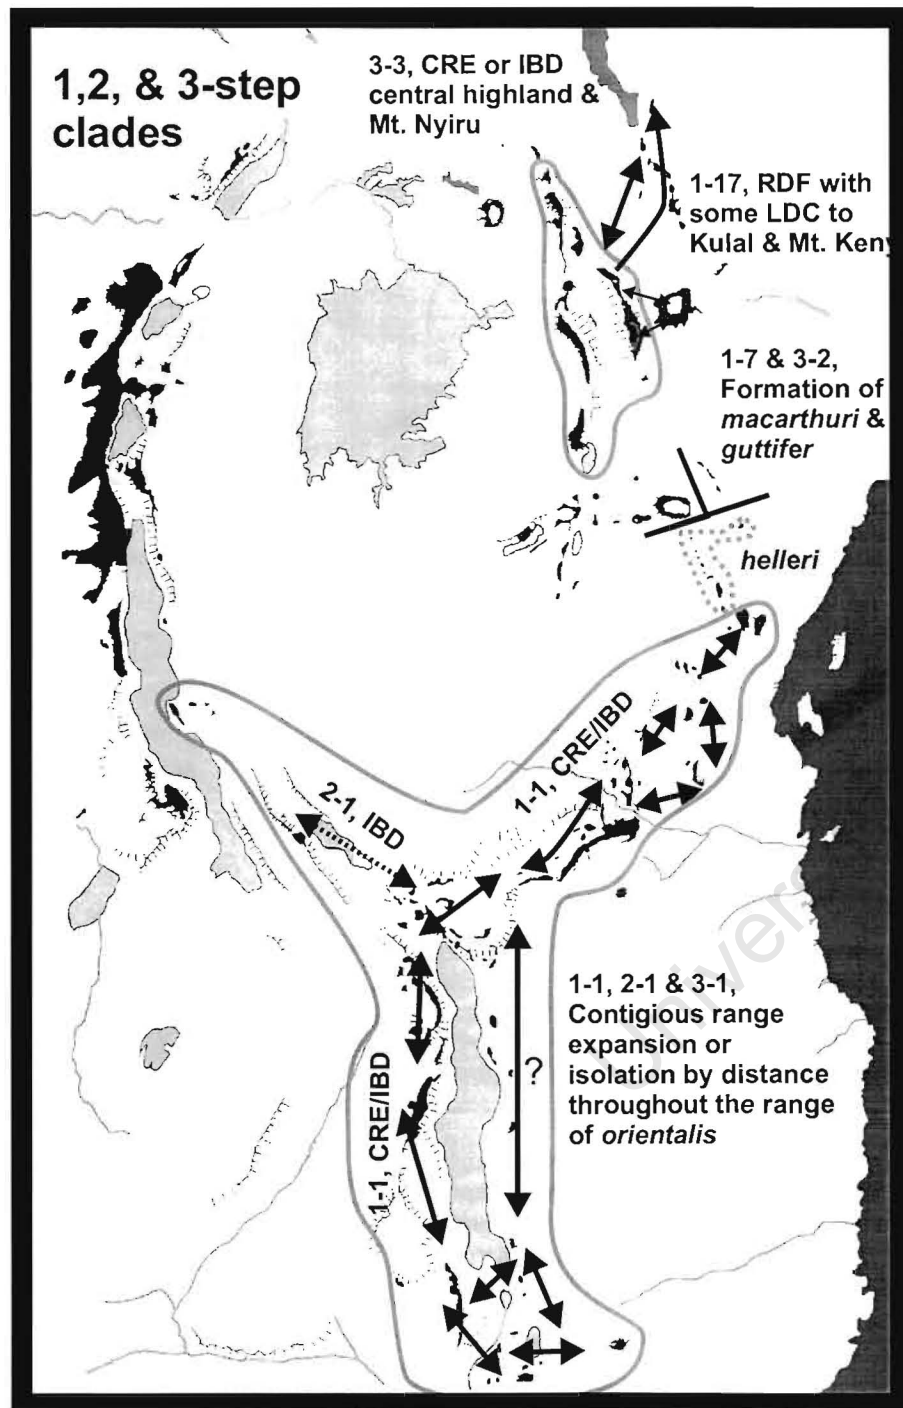 1,2, & 3-step
clades
3-3, CRE or IBD
central highland &
Mt. Nyiru
1-17, RDF with
some LDC to
Kulal & Mt. Keny
1-7 & 3-2,
Formation of
macarthuri &
guttifer
helleri
2-1, IBD
1-1, CRE/IBD
1-1, CRE/IBD
?
1-1, 2-1 & 3-1,
Contigious range
expansion or
isolation by distance
throughout the range
of orientalis
Univers